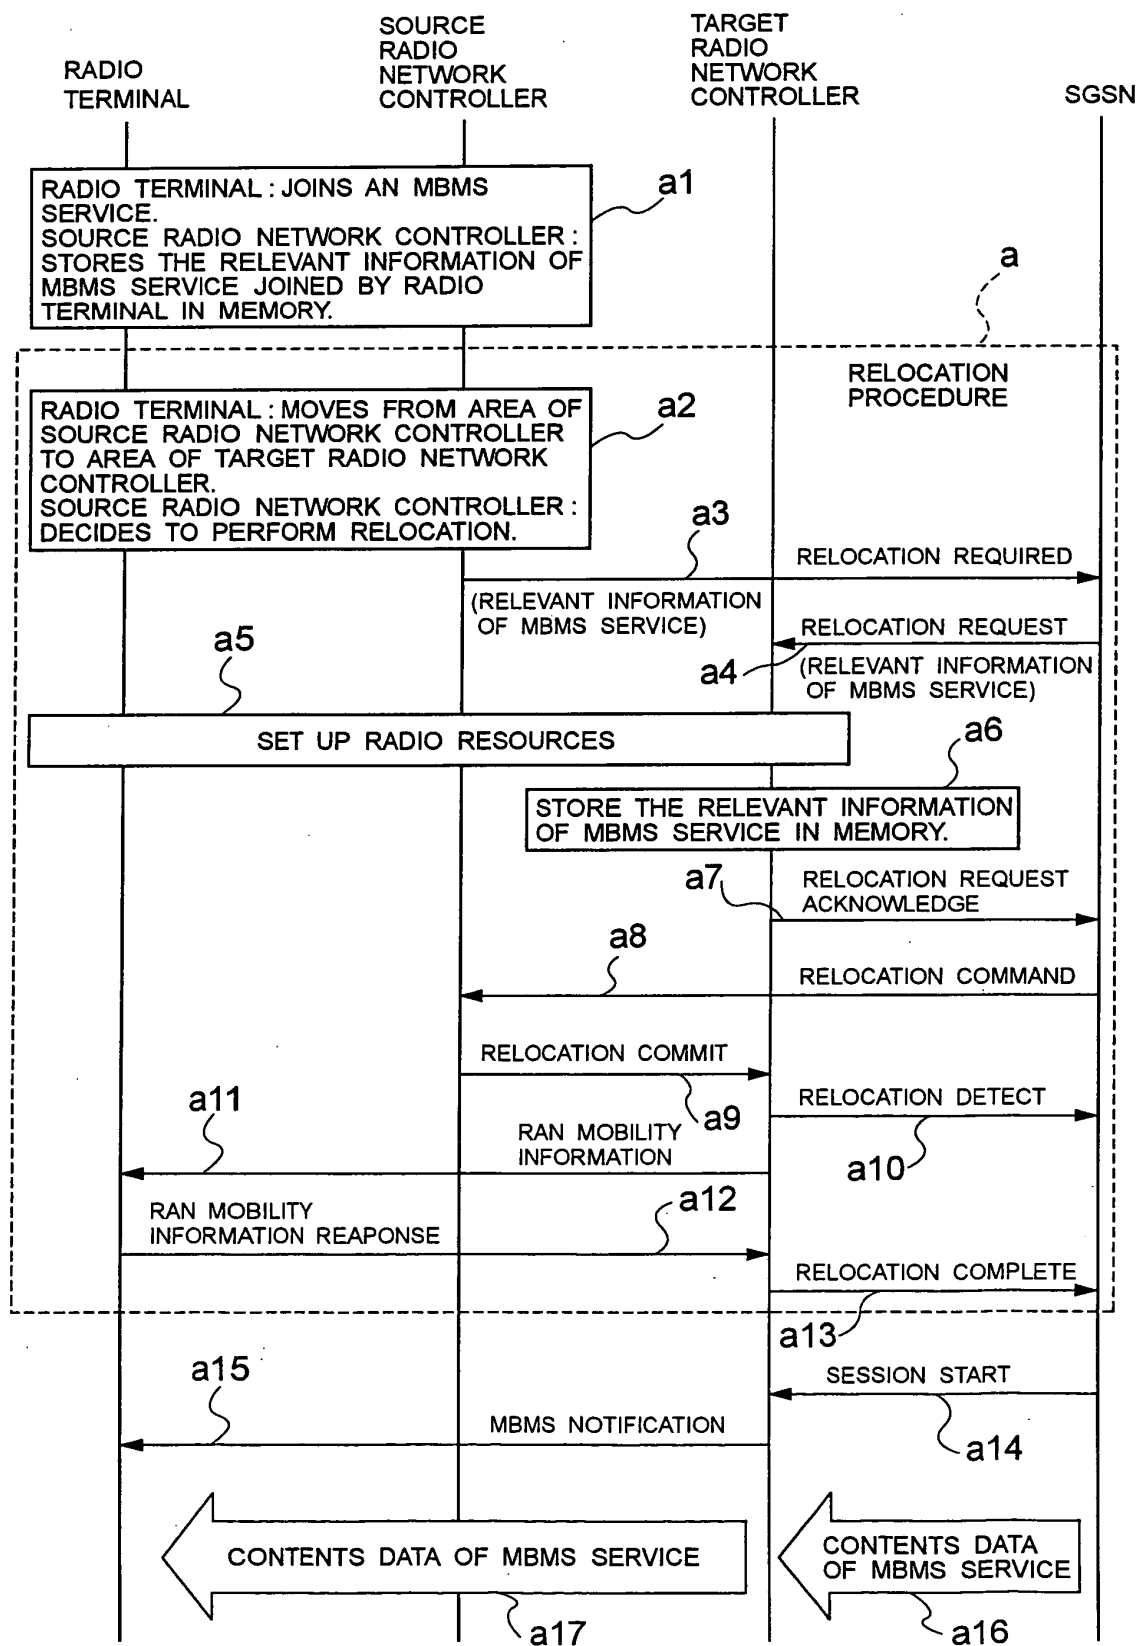 RADIO
TERMINAL
SOURCE
RADIO
NETWORK
CONTROLLER
TARGET
RADIO
NETWORK
CONTROLLER
SGSN
RADIO TERMINAL : JOINS AN MBMS
SERVICE.
SOURCE RADIO NETWORK CONTROLLER :
STORES THE RELEVANT INFORMATION OF
MBMS SERVICE JOINED BY RADIO
TERMINAL IN MEMORY.
a1
a
RELOCATION
PROCEDURE
RADIO TERMINAL : MOVES FROM AREA OF
SOURCE RADIO NETWORK CONTROLLER
TO AREA OF TARGET RADIO NETWORK
CONTROLLER.
SOURCE RADIO NETWORK CONTROLLER :
DECIDES TO PERFORM RELOCATION.
a2
a3
RELOCATION REQUIRED
(RELEVANT INFORMATION
OF MBMS SERVICE)
RELOCATION REQUEST
a4
(RELEVANT INFORMATION
OF MBMS SERVICE)
a5
SET UP RADIO RESOURCES
a6
STORE THE RELEVANT INFORMATION
OF MBMS SERVICE IN MEMORY.
a7
RELOCATION REQUEST
ACKNOWLEDGE
a8
RELOCATION COMMAND
RELOCATION COMMIT
a9
RELOCATION DETECT
a10
a11
RAN MOBILITY
INFORMATION
RAN MOBILITY
INFORMATION REAPONSE
a12
RELOCATION COMPLETE
a13
SESSION START
a14
a15
MBMS NOTIFICATION
CONTENTS DATA OF MBMS SERVICE
a17
CONTENTS DATA
OF MBMS SERVICE
a16